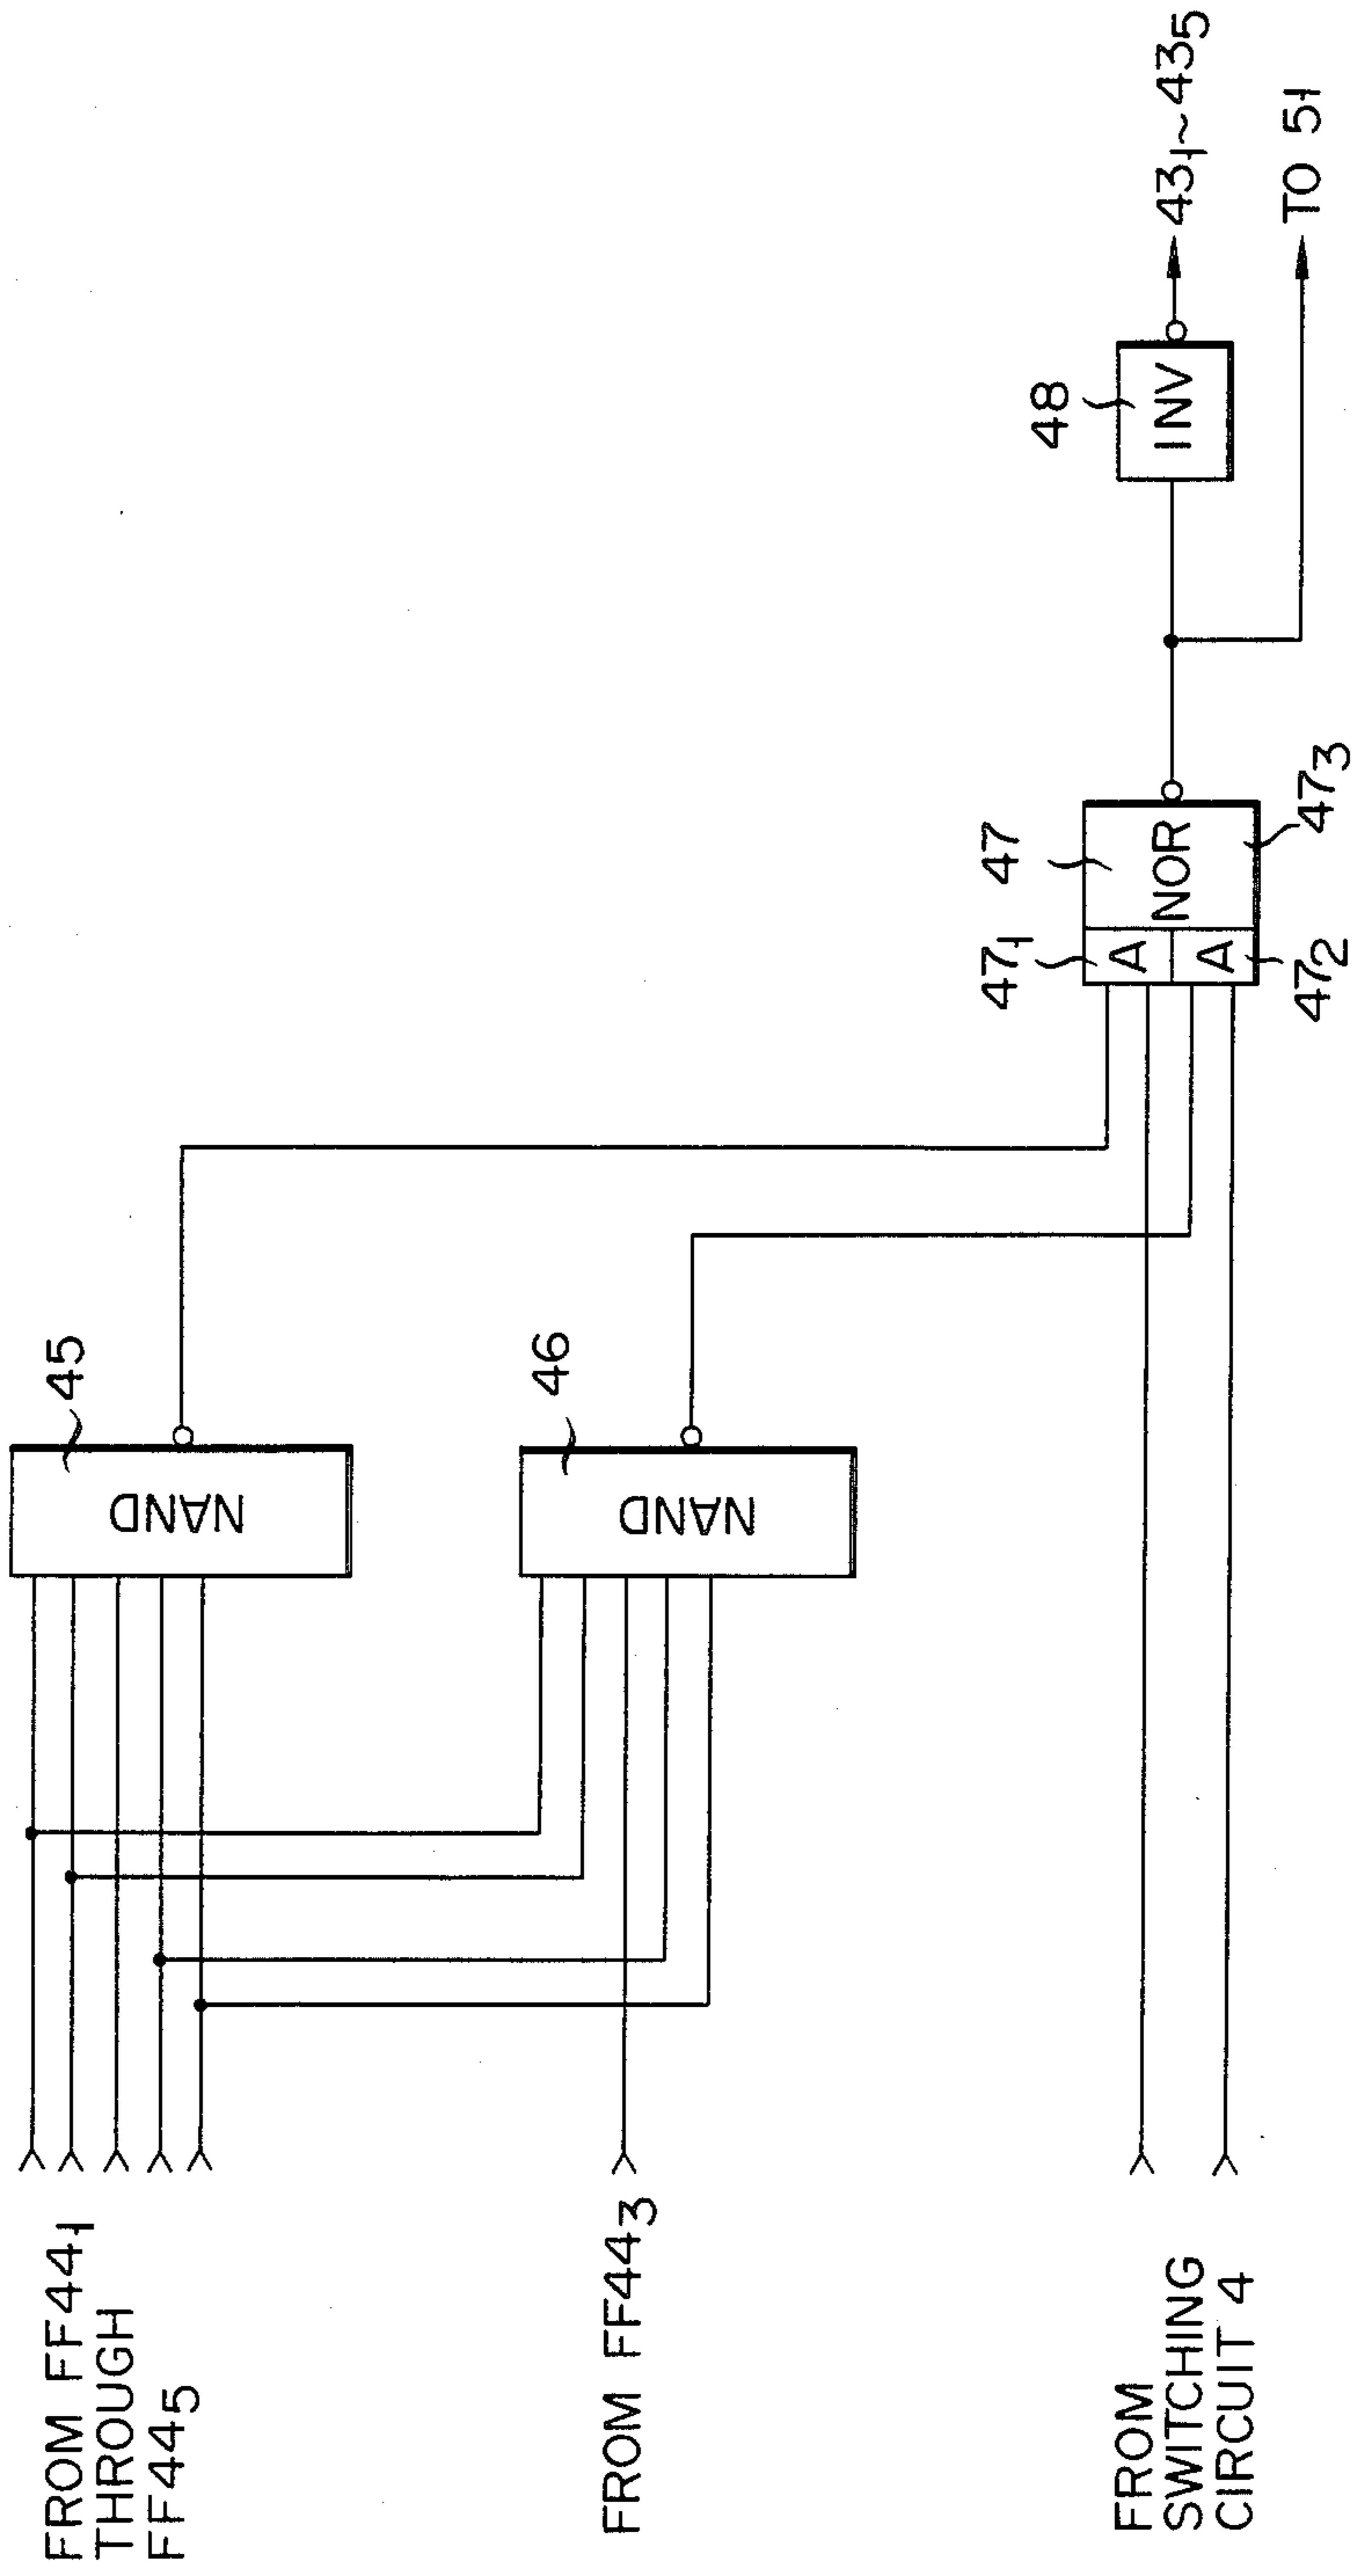 FROM FF44₁
THROUGH
FF44₅
FROM FF44₃
FROM
SWITCHING
CIRCUIT 4
NAND
45
NAND
46
47₁
A
A
47₂
47
NOR
47₃
48
INV
43₁~43₅
TO 51